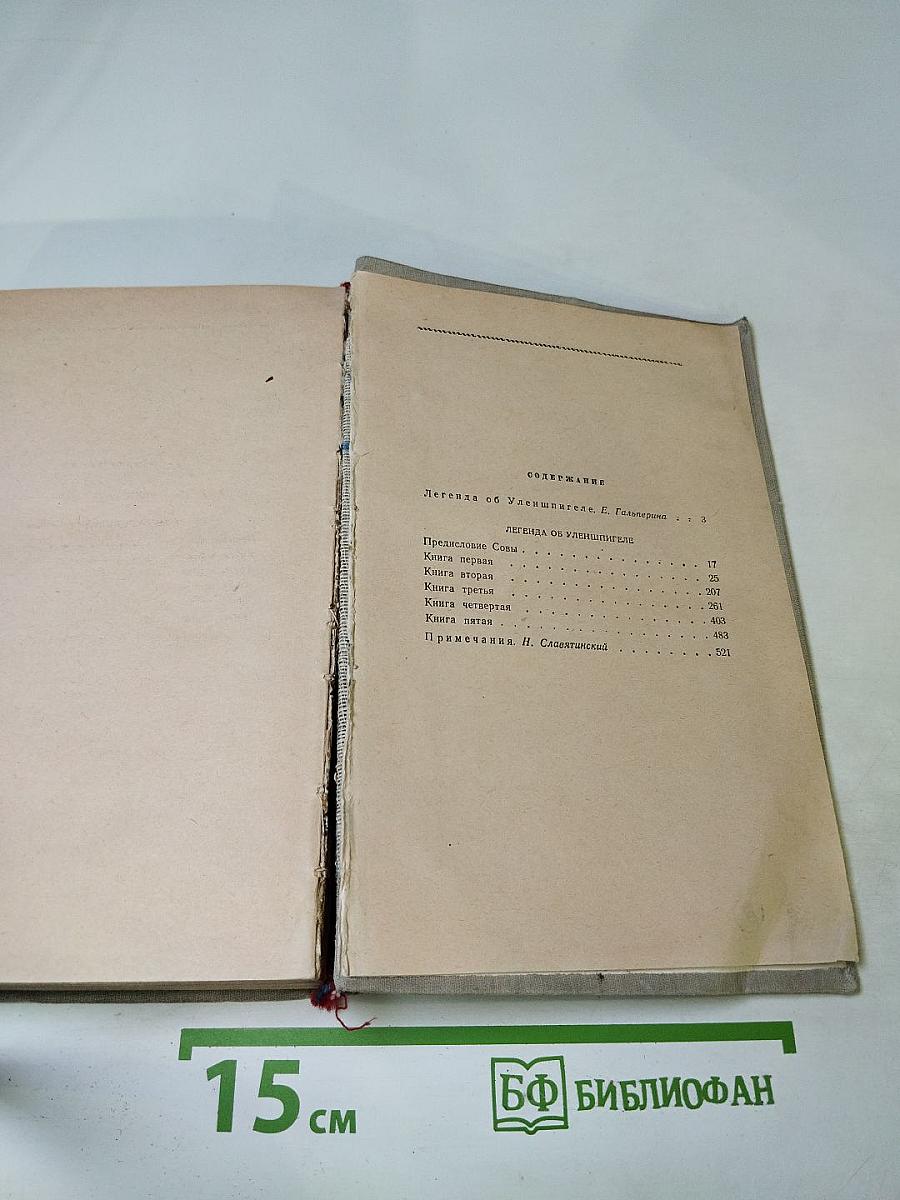 СОДЕРЖАНИЕ
Легенда об Уленшпигеле. Е. Гальперина . . 3
ЛЕГЕНДА ОБ УЛЕНШПИГЕЛЕ
Предисловие Совы . . . . . . . . . . . . . . 17
Книга первая . . . . . . . . . . . . . . 25
Книга вторая . . . . . . . . . . . . . . 207
Книга третья . . . . . . . . . . . . . . 261
Книга четвертая . . . . . . . . . . . . . 403
Книга пятая . . . . . . . . . . . . . . 483
Примечания. Н. Славятинский . . . . . . . . 521
15 см
БФ БИБЛИОФАН